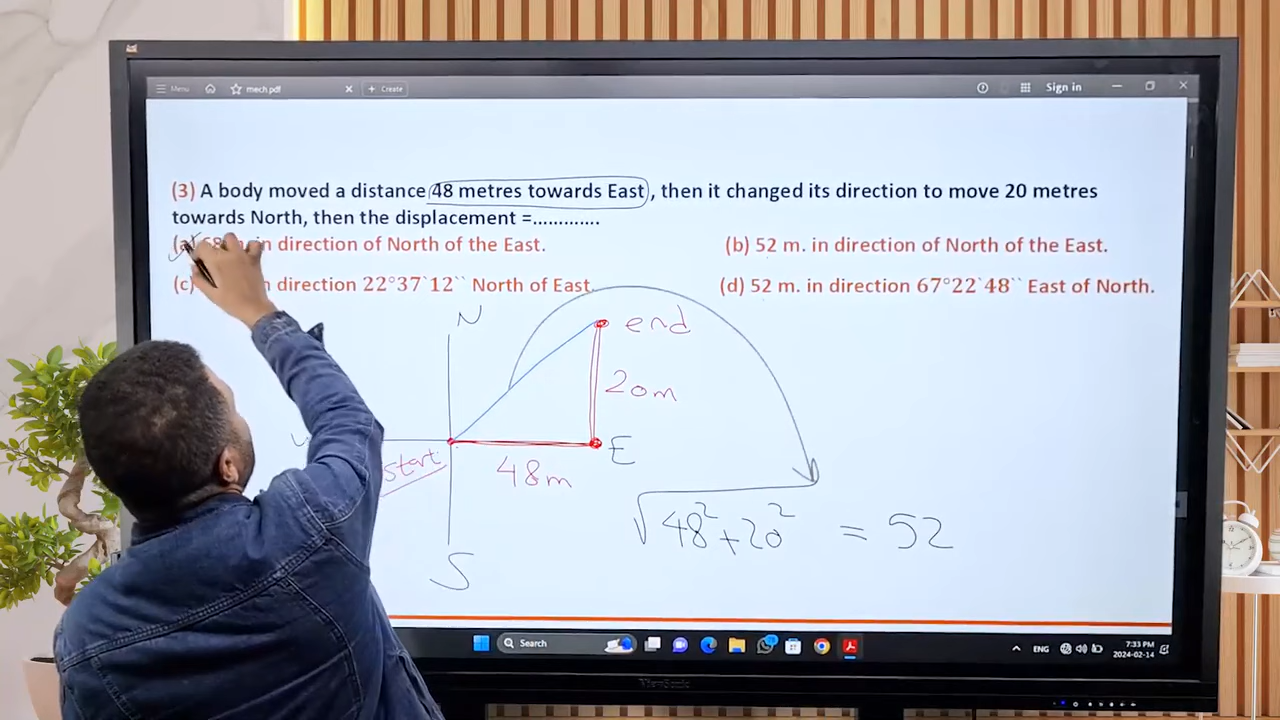 Menu mech.pdf × + Create Sign in
(3) A body moved a distance 48 metres towards East, then it changed its direction to move 20 metres
towards North, then the displacement =.............
(a) in direction of North of the East.
(b) 52 m. in direction of North of the East.
(c) in direction 22°37`12`` North of East.
(d) 52 m. in direction 67°22`48`` East of North.
N
end
20m
E
start
48m
√48²+20² = 52
S
Search
ENG
7:33 PM
2024-02-14
ViewSonic